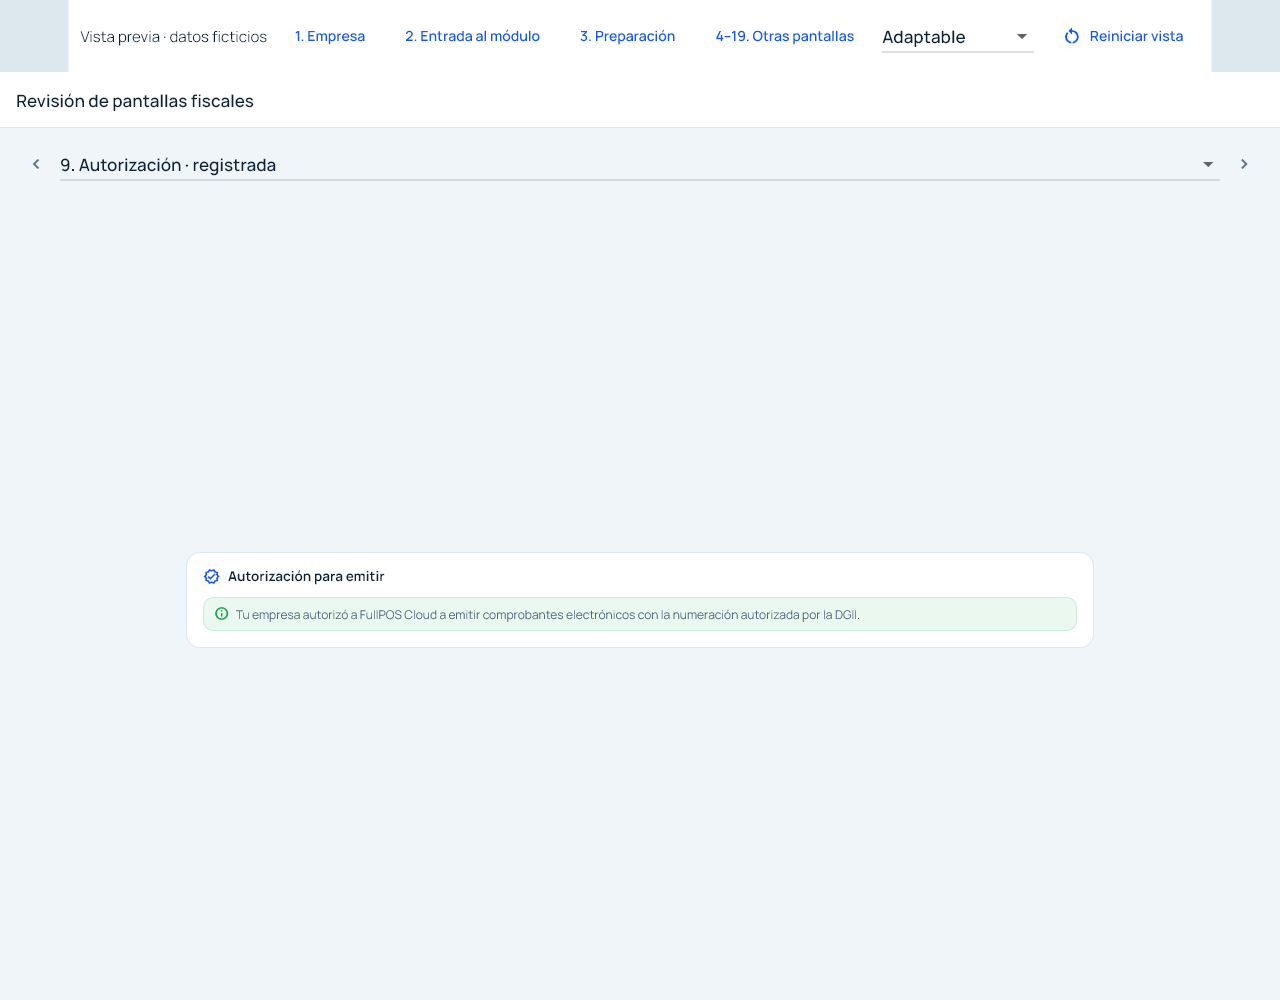 Vista previa · datos ficticios
1. Empresa
2. Entrada al módulo
3. Preparación
4–19. Otras pantallas
Adaptable
Reiniciar vista
Revisión de pantallas fiscales
9. Autorización · registrada
Autorización para emitir
Tu empresa autorizó a FullPOS Cloud a emitir comprobantes electrónicos con la numeración autorizada por la DGII.